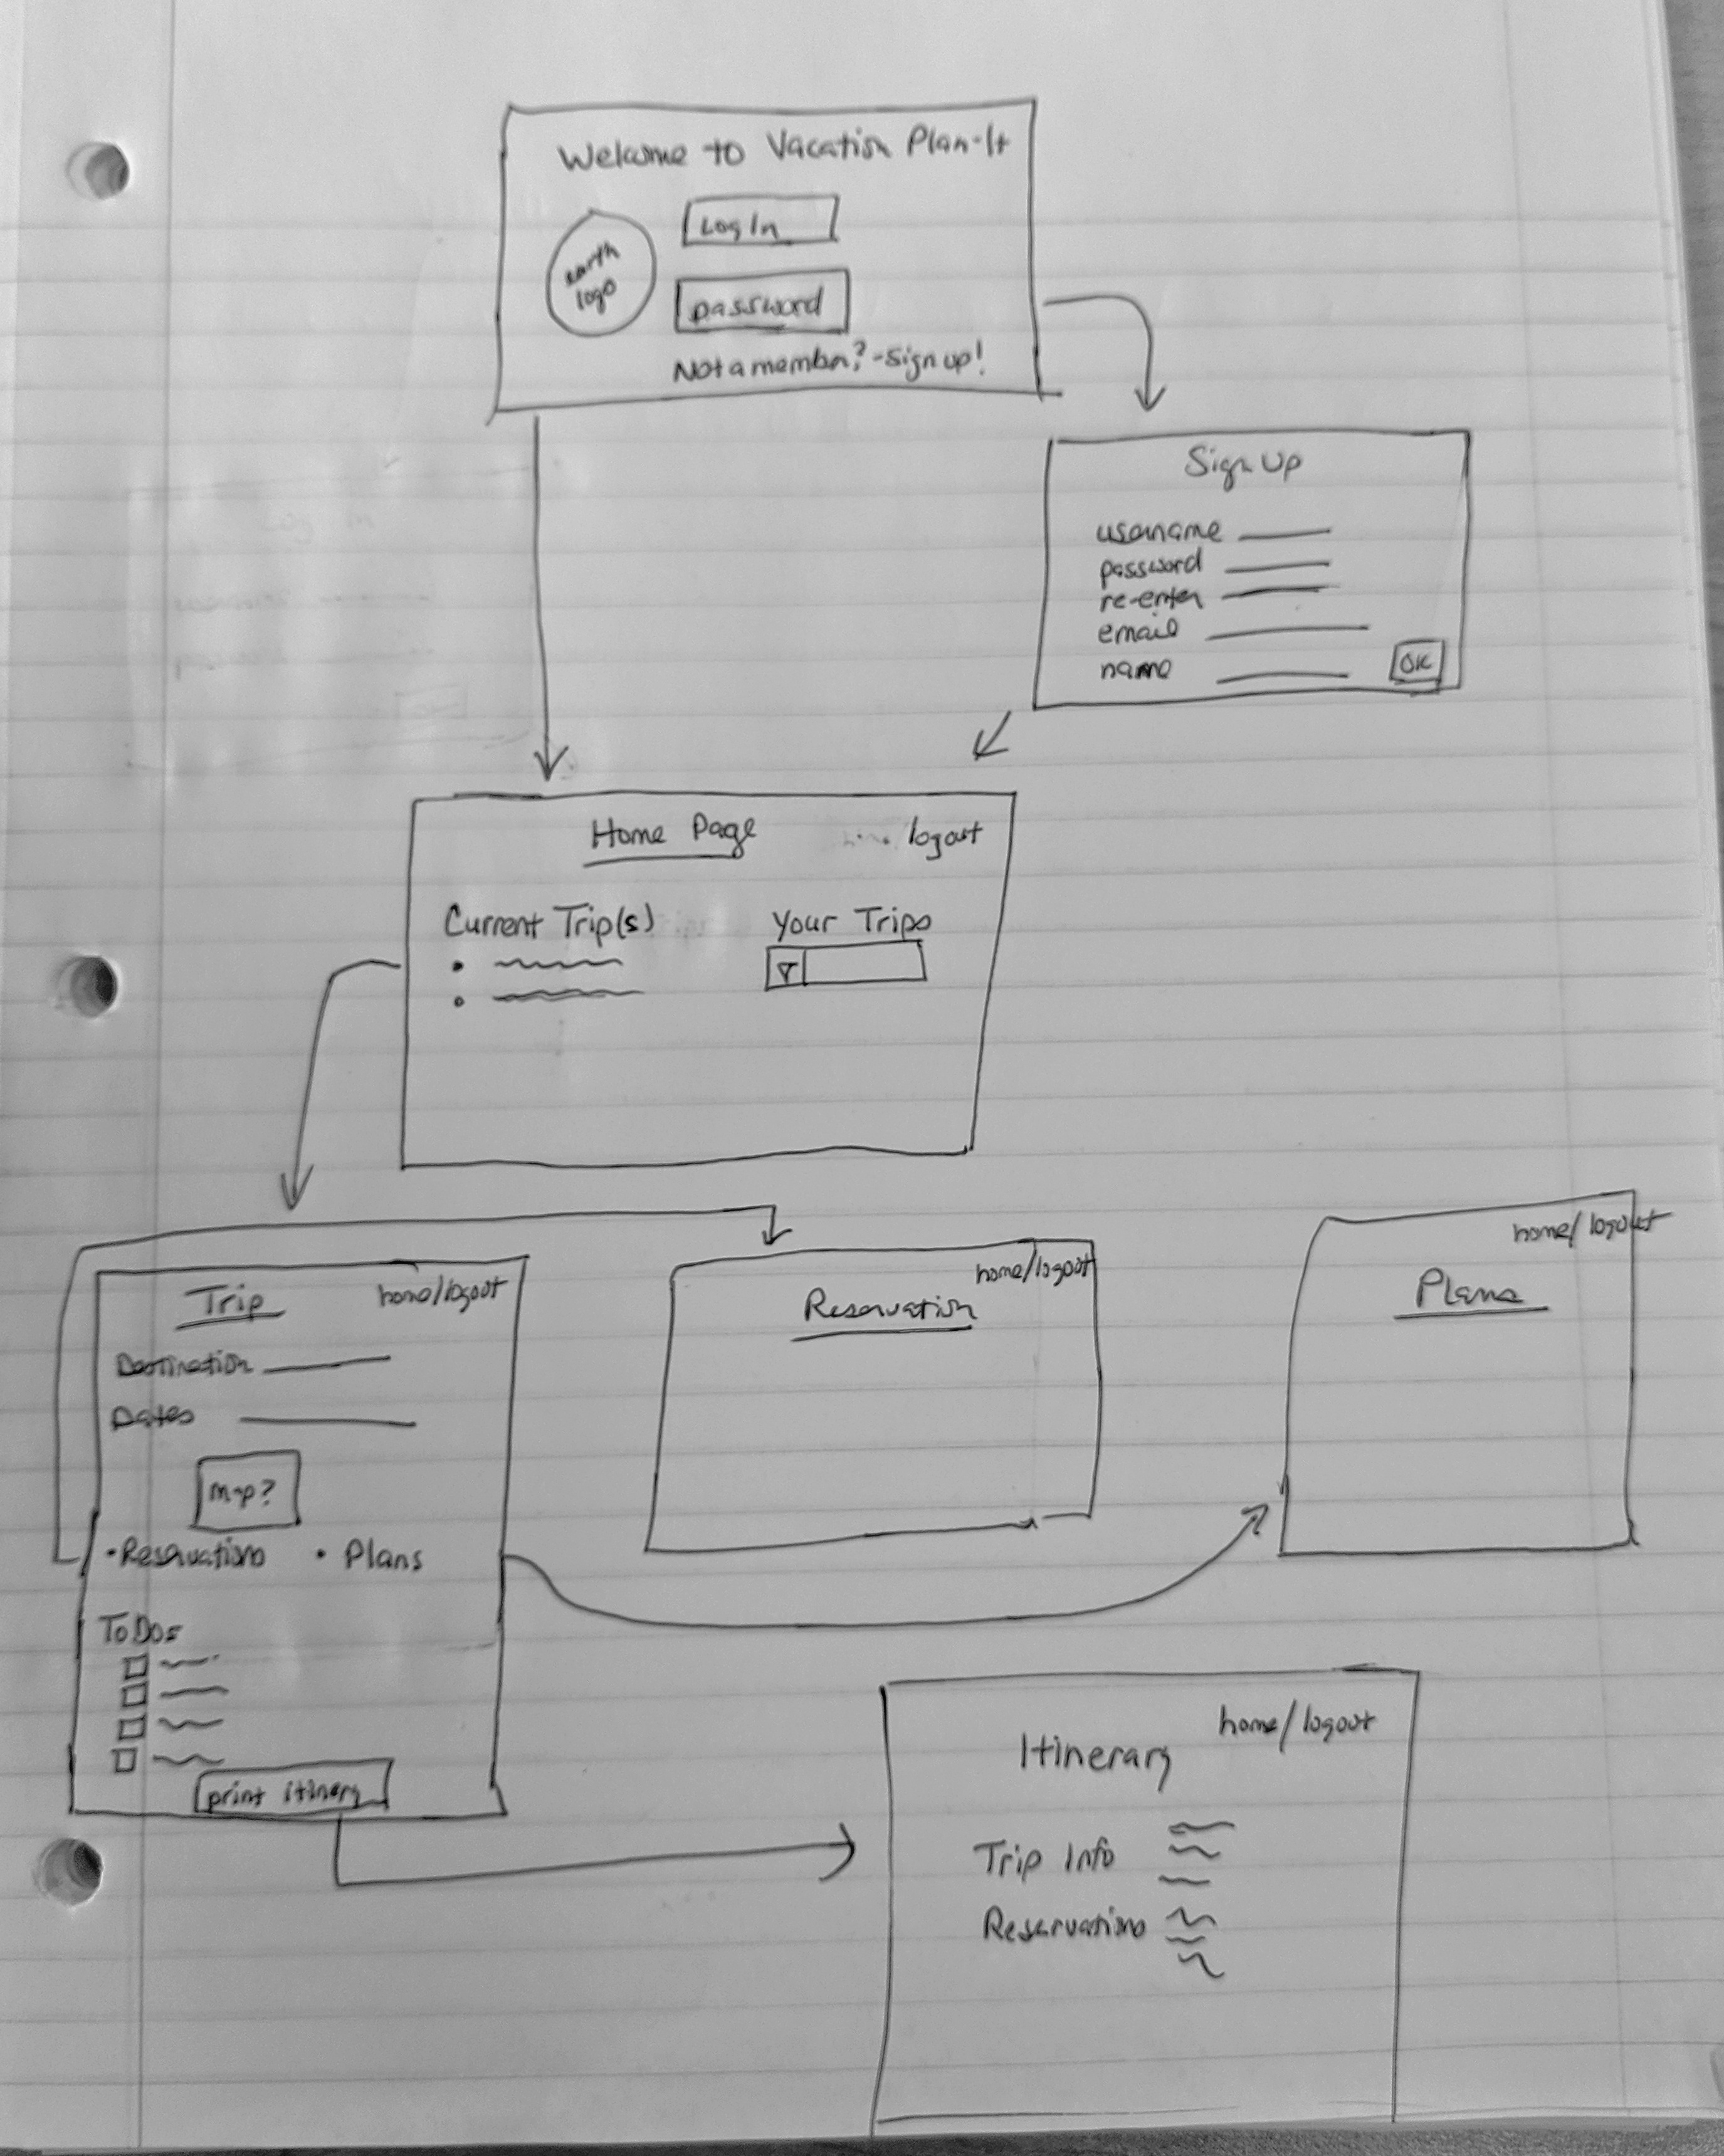 Welcome to Vacation Plan-It
Log In
earth
logo
password
Not a member? - Sign up!
Sign Up
username
password
re-enter
email
name
OK
Home Page
logout
Current Trip(s)
Your Trips
Trip
home/logout
Destination
Dates
Map?
• Reservations • Plans
To Dos
print itinery
home/logout
Reservation
home/logout
Plans
home/logout
Itinerary
Trip Info
Reservations